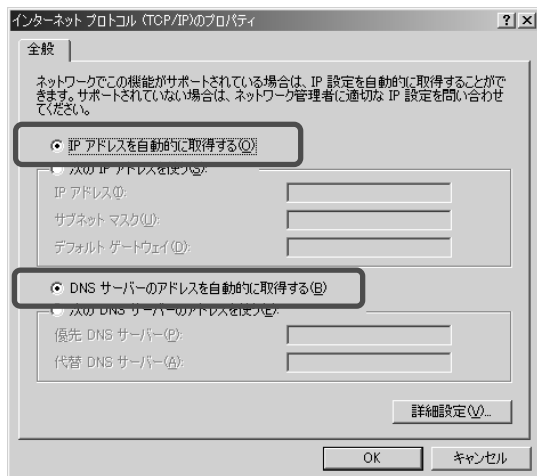 インターネット プロトコル (TCP/IP)のプロパティ
? ×
全般
ネットワークでこの機能がサポートされている場合は、IP 設定を自動的に取得することがで
きます。サポートされていない場合は、ネットワーク管理者に適切な IP 設定を問い合わせ
てください。
IP アドレスを自動的に取得する(O)
次の IP アドレスを使う(S):
IP アドレス(I):
サブネット マスク(U):
デフォルト ゲートウェイ(D):
DNS サーバーのアドレスを自動的に取得する(B)
次の DNS サーバーのアドレスを使う(E):
優先 DNS サーバー(P):
代替 DNS サーバー(A):
詳細設定(V)...
OK キャンセル